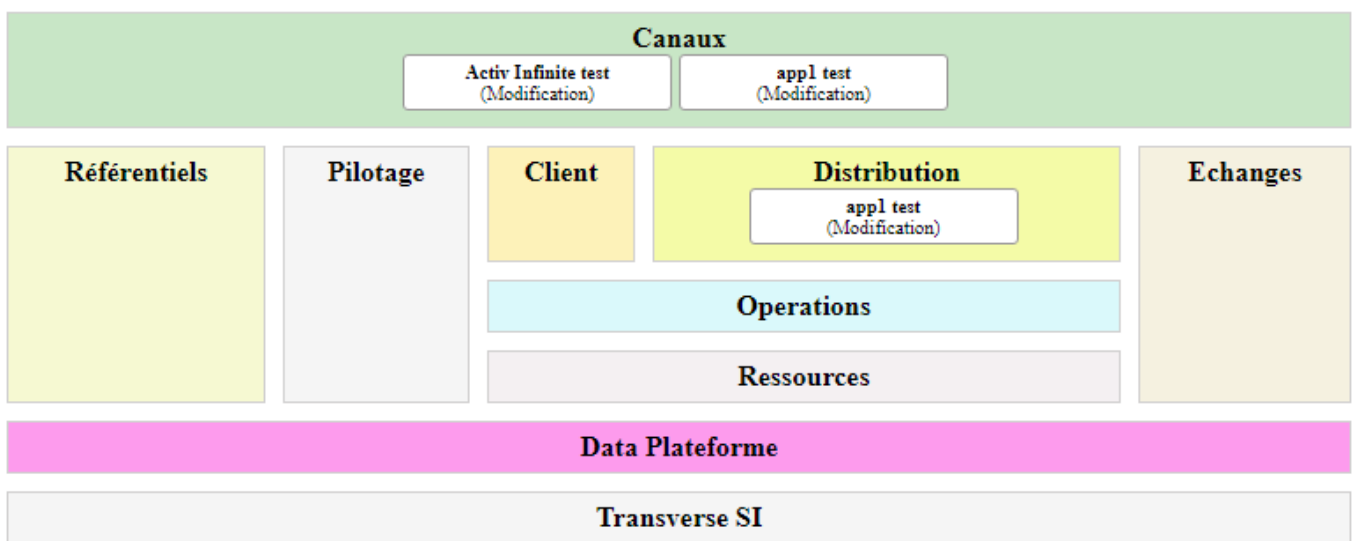 Canaux
Activ Infinite test
(Modification)
app1 test
(Modification)
Référentiels
Pilotage
Client
Distribution
app1 test
(Modification)
Echanges
Operations
Ressources
Data Plateforme
Transverse SI